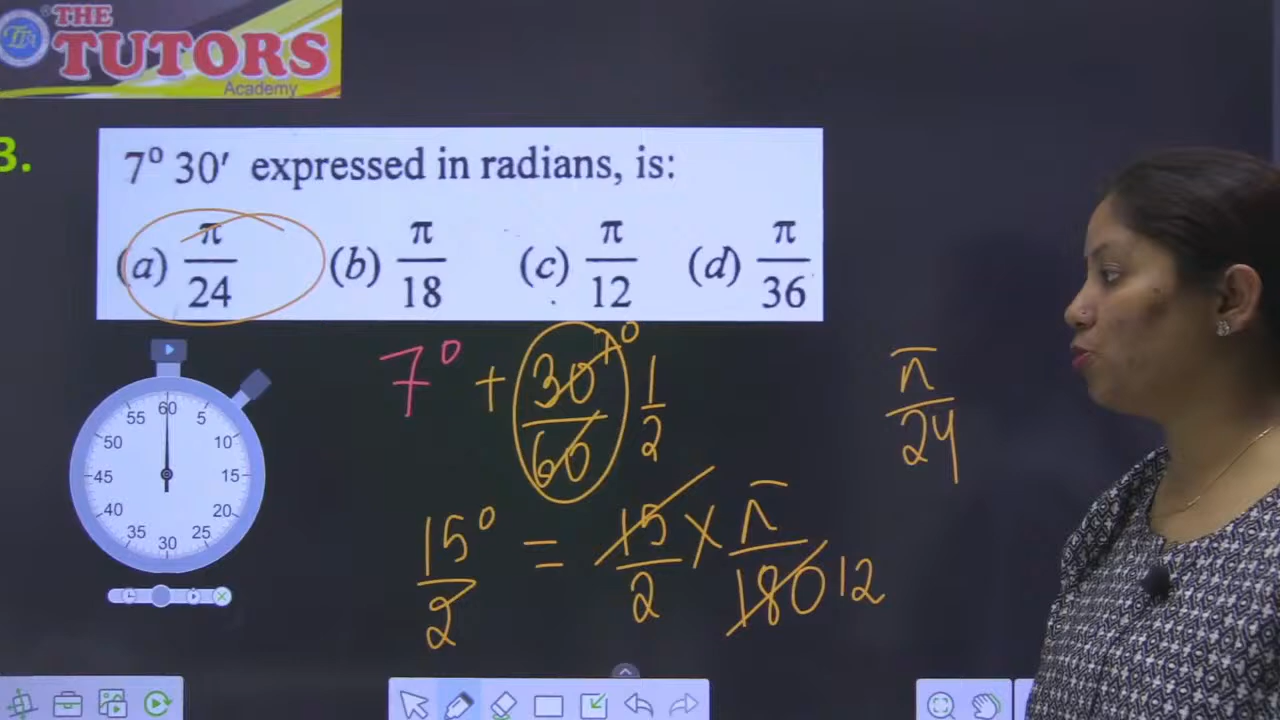 THE
TUTORS
Academy
3.
7° 30′ expressed in radians, is:
(a) π/24 (b) π/18 (c) π/12 (d) π/36
7° + 30/60° 1/2
π/24
15°/2 = 15/2 × π/180 12
60
55 5
50 10
45 15
40 20
35 25
30